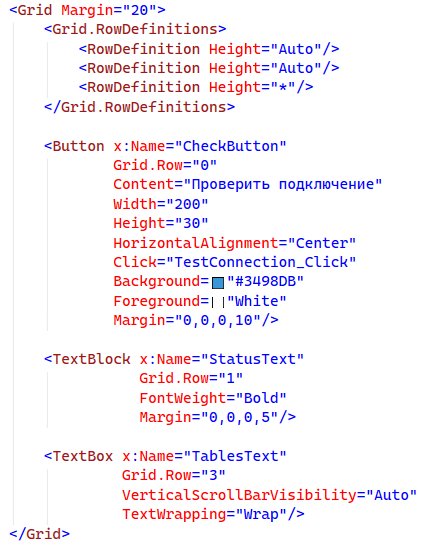 <Grid Margin="20">
    <Grid.RowDefinitions>
        <RowDefinition Height="Auto"/>
        <RowDefinition Height="Auto"/>
        <RowDefinition Height="*"/>
    </Grid.RowDefinitions>

    <Button x:Name="CheckButton"
            Grid.Row="0"
            Content="Проверить подключение"
            Width="200"
            Height="30"
            HorizontalAlignment="Center"
            Click="TestConnection_Click"
            Background="#3498DB"
            Foreground="White"
            Margin="0,0,0,10"/>

    <TextBlock x:Name="StatusText"
               Grid.Row="1"
               FontWeight="Bold"
               Margin="0,0,0,5"/>

    <TextBox x:Name="TablesText"
             Grid.Row="3"
             VerticalScrollBarVisibility="Auto"
             TextWrapping="Wrap"/>
</Grid>